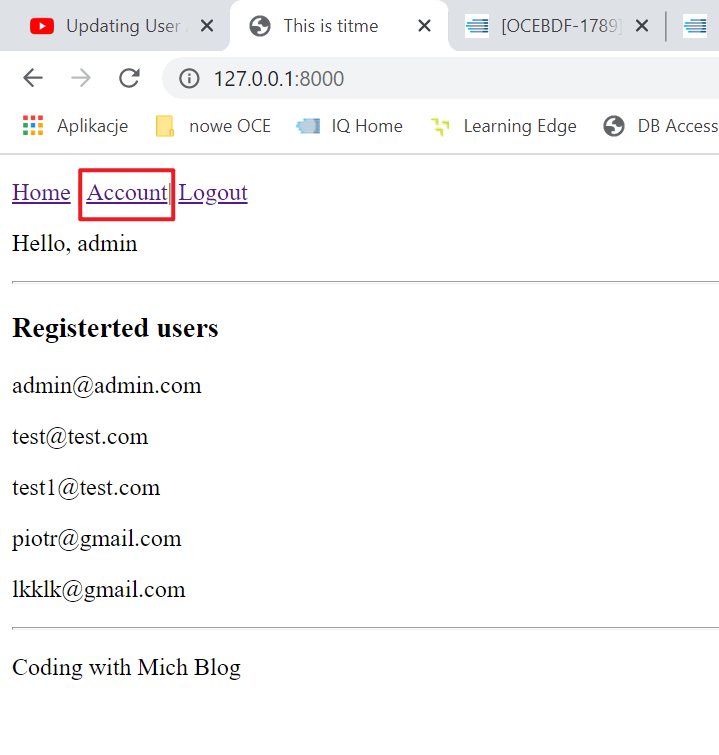 Updating User
This is titme
[OCEBDF-1789]
127.0.0.1:8000
Aplikacje
nowe OCE
IQ Home
Learning Edge
DB Access
Home Account| Logout
Hello, admin
Registerted users
admin@admin.com
test@test.com
test1@test.com
piotr@gmail.com
lkklk@gmail.com
Coding with Mich Blog